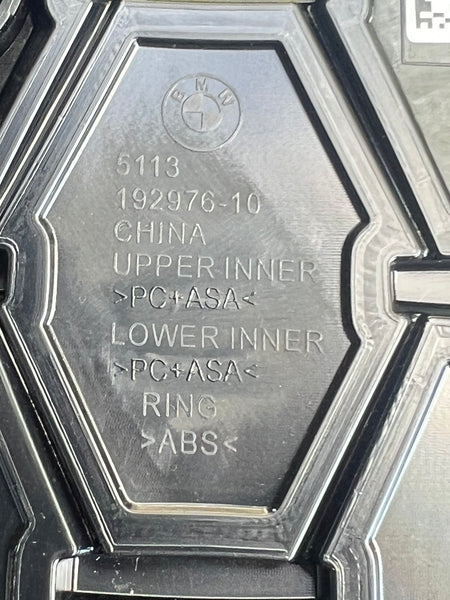 BMW
5113
192976-10
CHINA
UPPER INNER
>PC+ASA<
LOWER INNER
>PC+ASA<
RING
>ABS<